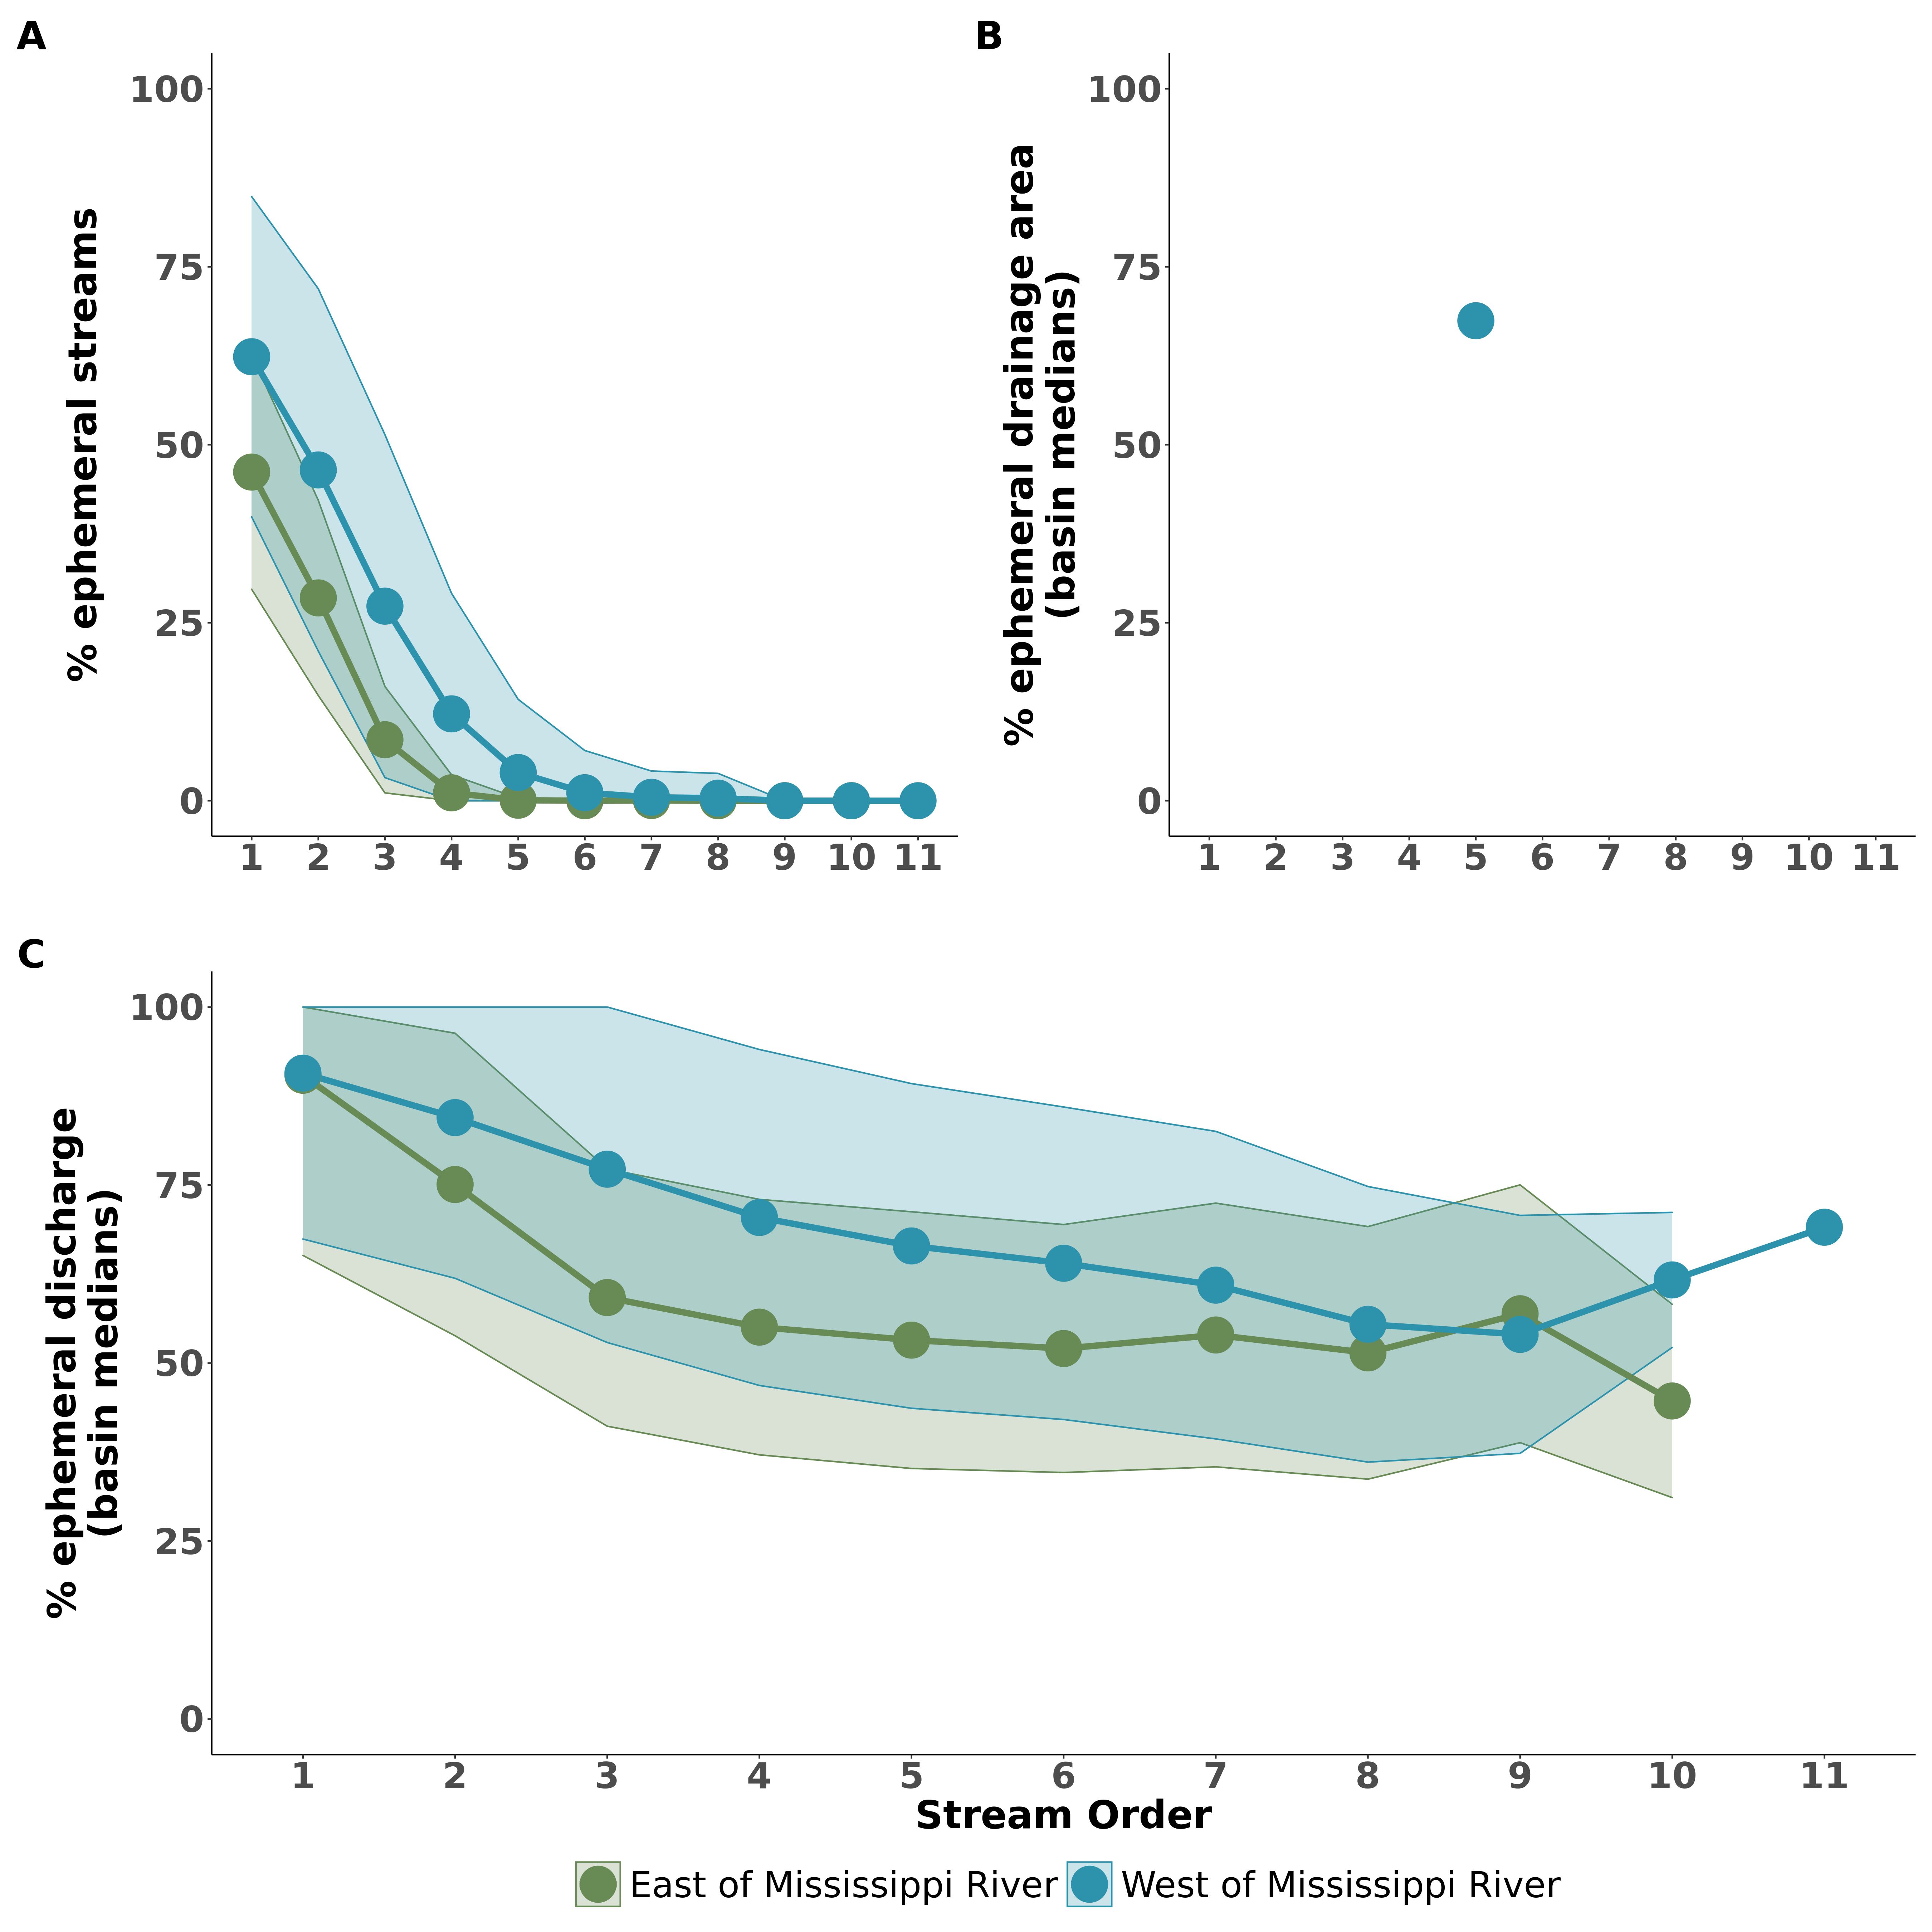 A
% ephemeral streams
100
75
50
25
0
1 2 3 4 5 6 7 8 9 10 11
B
% ephemeral drainage area
(basin medians)
100
75
50
25
0
1 2 3 4 5 6 7 8 9 10 11
C
% ephemeral discharge
(basin medians)
100
75
50
25
0
1 2 3 4 5 6 7 8 9 10 11
Stream Order
East of Mississippi River West of Mississippi River